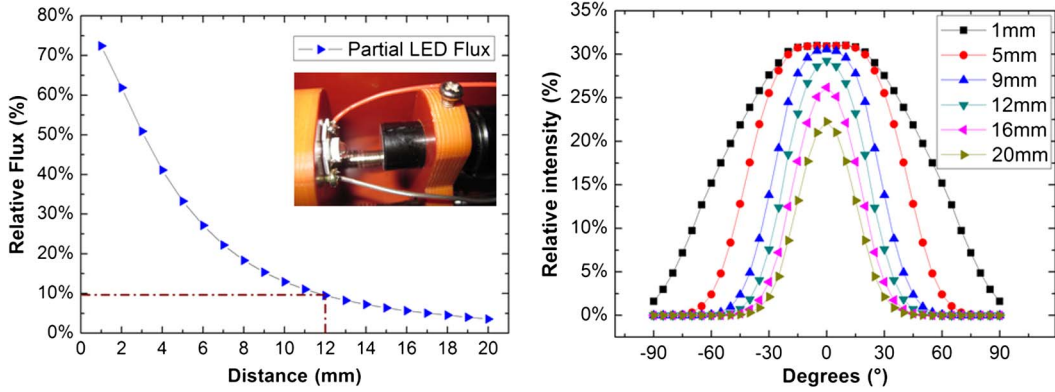 80%
70%
60%
50%
40%
30%
20%
10%
0%
Relative Flux (%)
Partial LED Flux
0 2 4 6 8 10 12 14 16 18 20
Distance (mm)
35%
30%
25%
20%
15%
10%
5%
0%
Relative intensity (%)
1mm
5mm
9mm
12mm
16mm
20mm
-90 -60 -30 0 30 60 90
Degrees (°)